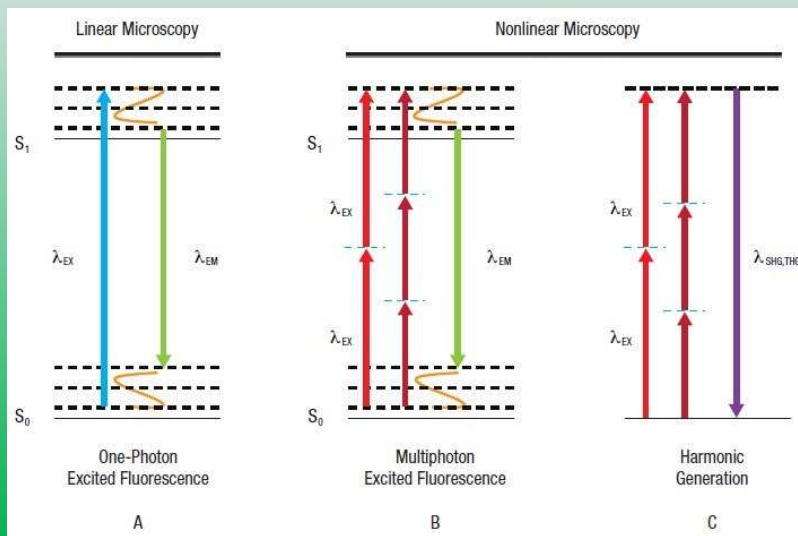 Linear Microscopy
Nonlinear Microscopy
S₁
λEX
λEM
S₀
One-Photon
Excited Fluorescence
A
S₁
λEX
λEM
λEX
S₀
Multiphoton
Excited Fluorescence
B
λEX
λSHG,THG
λEX
Harmonic
Generation
C